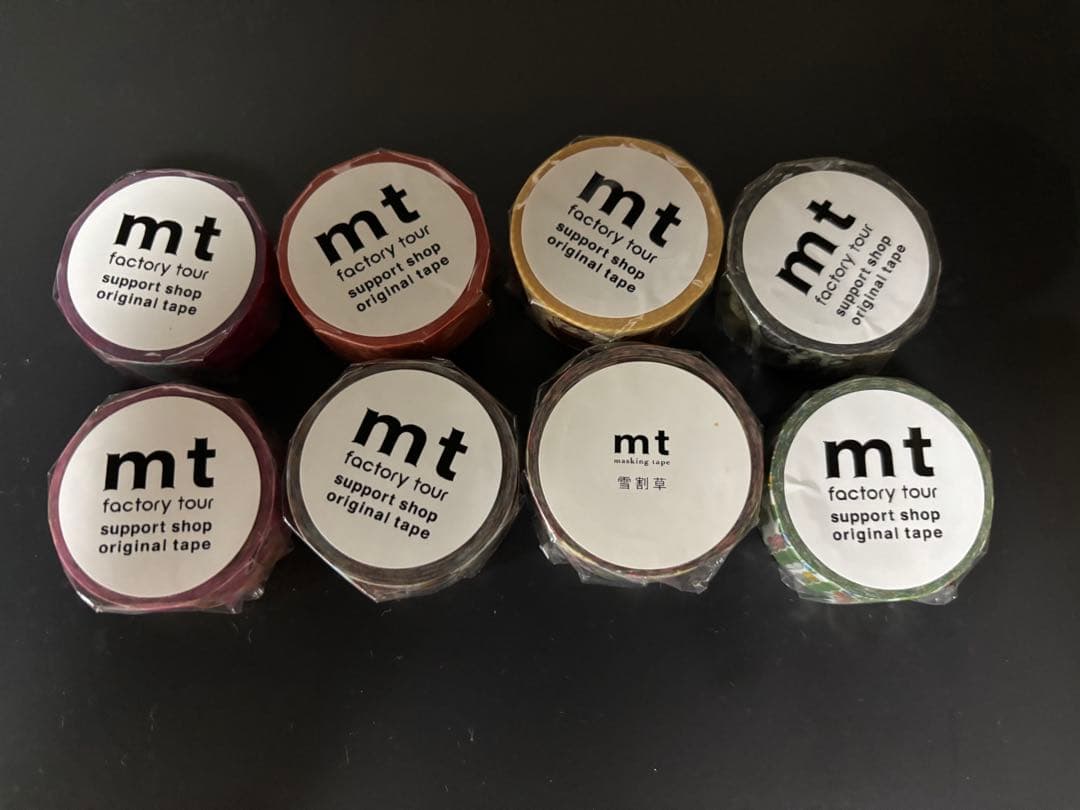 mt
factory tour
support shop
original tape
mt
factory tour
support shop
original tape
mt
factory tour
support shop
original tape
mt
factory tour
support shop
original tape
mt
factory tour
support shop
original tape
mt
factory tour
support shop
original tape
mt
masking tape
雪割草
mt
factory tour
support shop
original tape